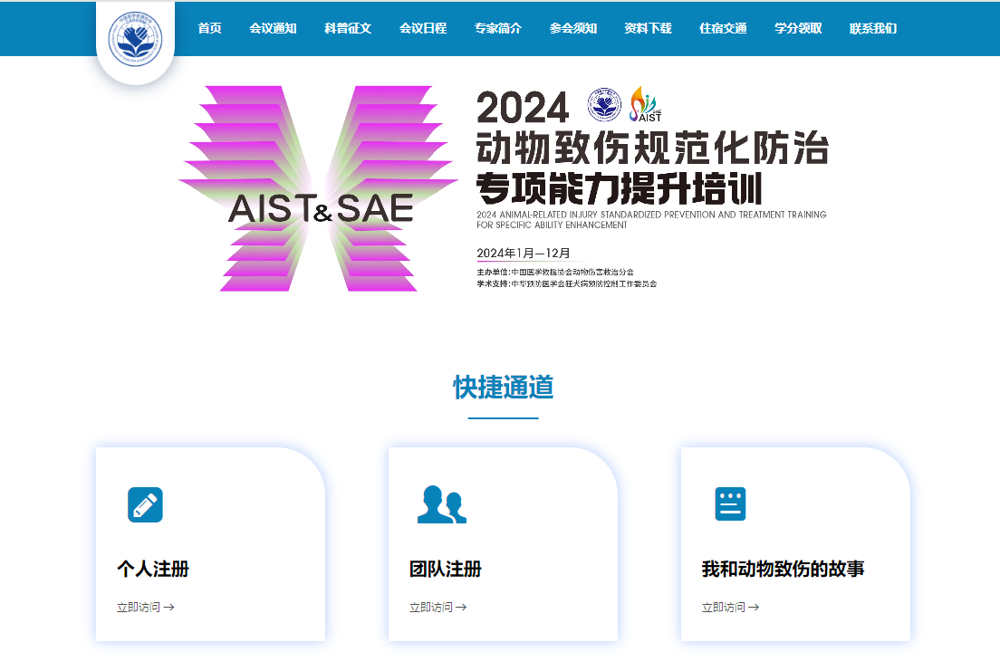 首页 会议通知 科普征文 会议日程 专家简介 参会须知 资料下载 住宿交通 学分领取 联系我们
AIST&SAE
2024
SAE
AIST
动物致伤规范化防治
专项能力提升培训
2024 ANIMAL-RELATED INJURY STANDARDIZED PREVENTION AND TREATMENT TRAINING
FOR SPECIFIC ABILITY ENHANCEMENT
2024年1月—12月
主办单位:中国医学救援协会动物伤害救治分会
学术支持:中华预防医学会狂犬病预防控制工作委员会
快捷通道
个人注册
立即访问→
团队注册
立即访问→
我和动物致伤的故事
立即访问→